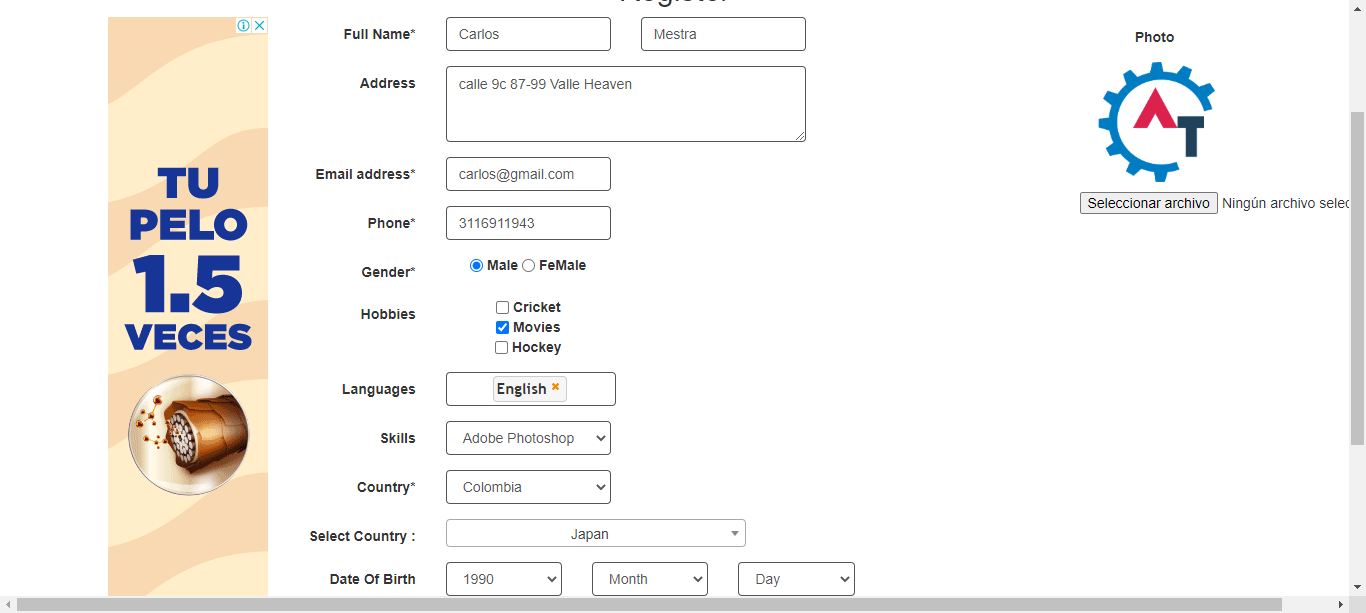 Register
Full Name*
Carlos
Mestra
Address
calle 9c 87-99 Valle Heaven
Email address*
carlos@gmail.com
Phone*
3116911943
Gender*
Male
FeMale
Hobbies
Cricket
Movies
Hockey
Languages
English
Skills
Adobe Photoshop
Country*
Colombia
Select Country :
Japan
Date Of Birth
1990
Month
Day
Photo
AT
Seleccionar archivo
Ningún archivo selec
TU
PELO
1.5
VECES